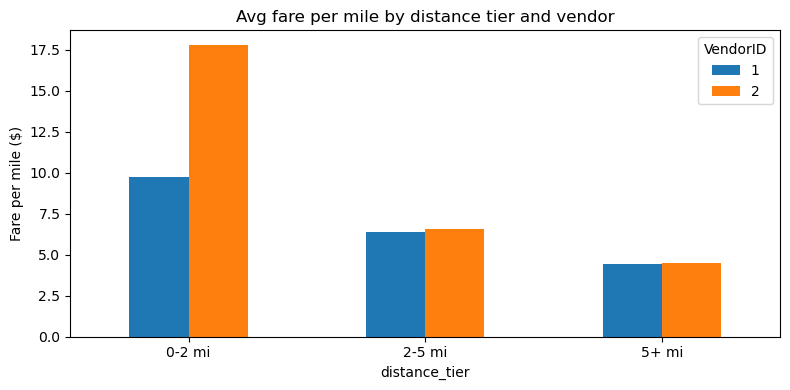 Avg fare per mile by distance tier and vendor
VendorID
1
2
Fare per mile ($)
17.5
15.0
12.5
10.0
7.5
5.0
2.5
0.0
0-2 mi
2-5 mi
5+ mi
distance_tier